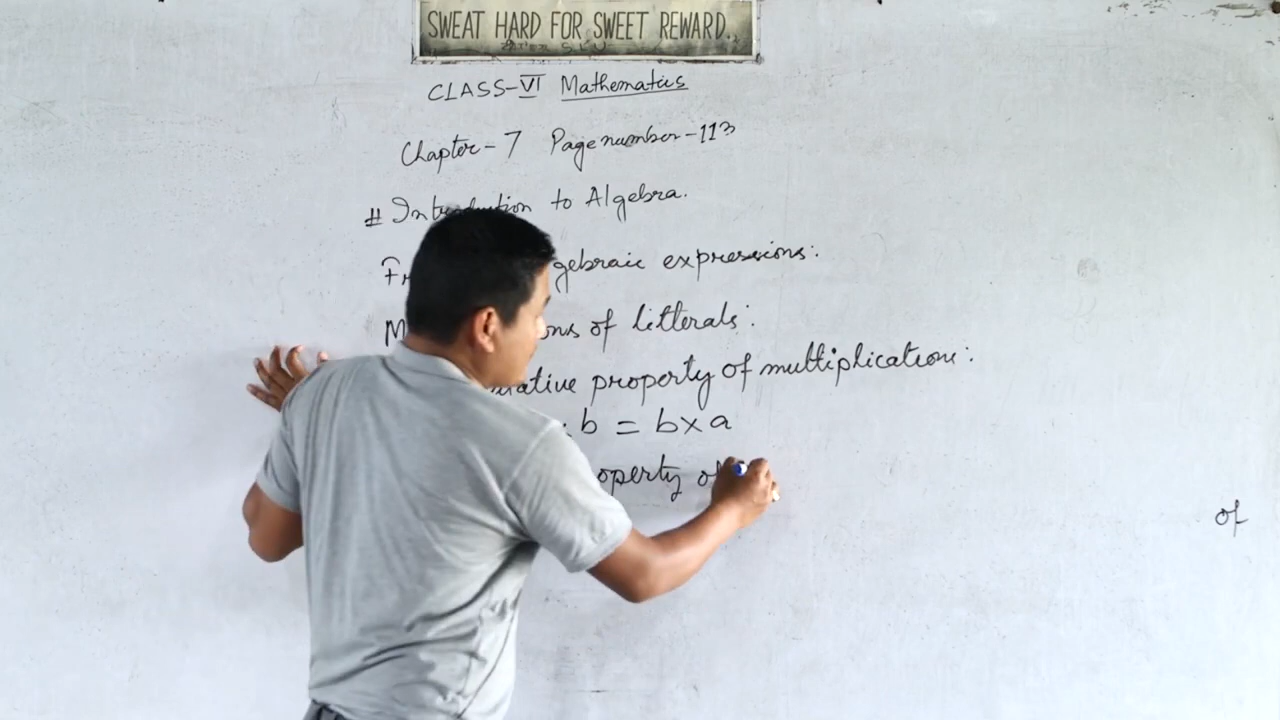 SWEAT HARD FOR SWEET REWARD..
CLASS-VI Mathematics
Chapter-7 Page number-113
# Introduction to Algebra.
gebraic expressions:
ons of litterals:
property of multiplication:
b = b×a
operty of
of